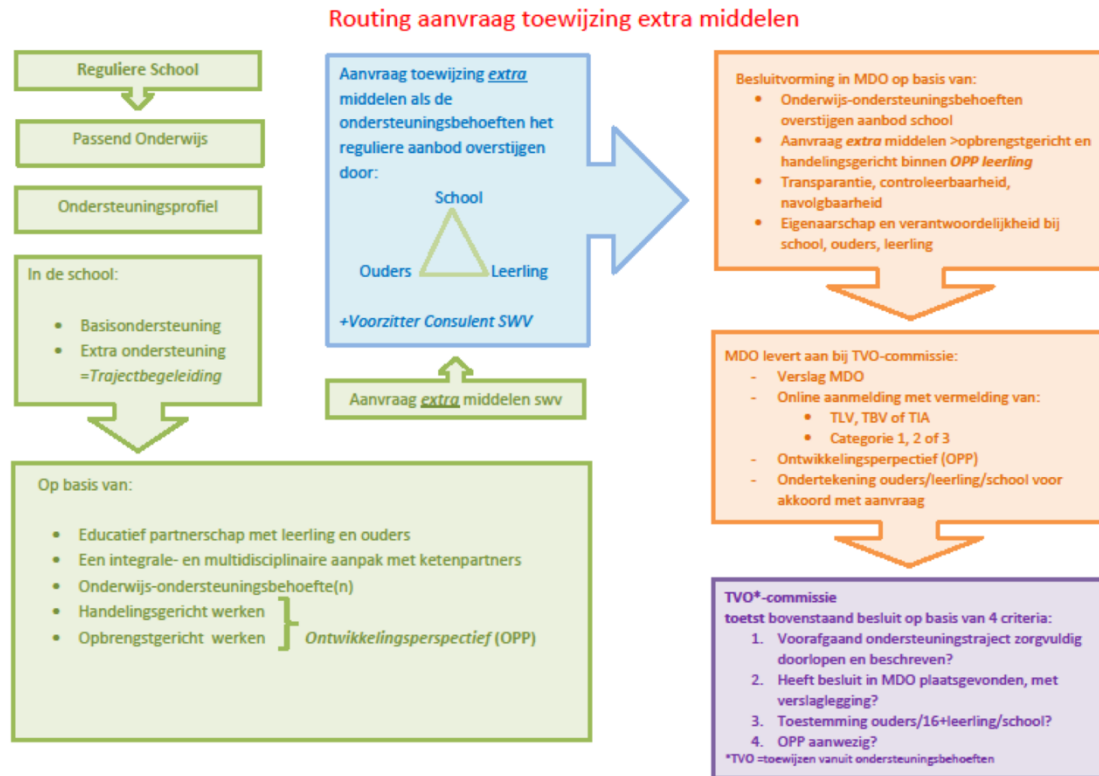 Routing aanvraag toewijzing extra middelen
Reguliere School
Passend Onderwijs
Ondersteuningsprofiel
In de school:
• Basisondersteuning
• Extra ondersteuning
=Trajectbegeleiding
Op basis van:
• Educatief partnerschap met leerling en ouders
• Een integrale- en multidisciplinaire aanpak met ketenpartners
• Onderwijs-ondersteuningsbehoefte(n)
• Handelingsgericht werken
• Opbrengstgericht werken
Ontwikkelingsperspectief (OPP)
Aanvraag toewijzing extra
middelen als de
ondersteuningsbehoeften het
reguliere aanbod overstijgen
door:
School
Ouders
Leerling
+Voorzitter Consulent SWV
Aanvraag extra middelen swv
Besluitvorming in MDO op basis van:
• Onderwijs-ondersteuningsbehoeften
overstijgen aanbod school
• Aanvraag extra middelen >opbrengstgericht en
handelingsgericht binnen OPP leerling
• Transparantie, controleerbaarheid,
navolgbaarheid
• Eigenaarschap en verantwoordelijkheid bij
school, ouders, leerling
MDO levert aan bij TVO-commissie:
- Verslag MDO
- Online aanmelding met vermelding van:
• TLV, TBV of TIA
• Categorie 1, 2 of 3
- Ontwikkelingsperpectief (OPP)
- Ondertekening ouders/leerling/school voor
akkoord met aanvraag
TVO*-commissie
toetst bovenstaand besluit op basis van 4 criteria:
1. Voorafgaand ondersteuningstraject zorgvuldig
doorlopen en beschreven?
2. Heeft besluit in MDO plaatsgevonden, met
verslaglegging?
3. Toestemming ouders/16+leerling/school?
4. OPP aanwezig?
*TVO =toewijzen vanuit ondersteuningsbehoeften